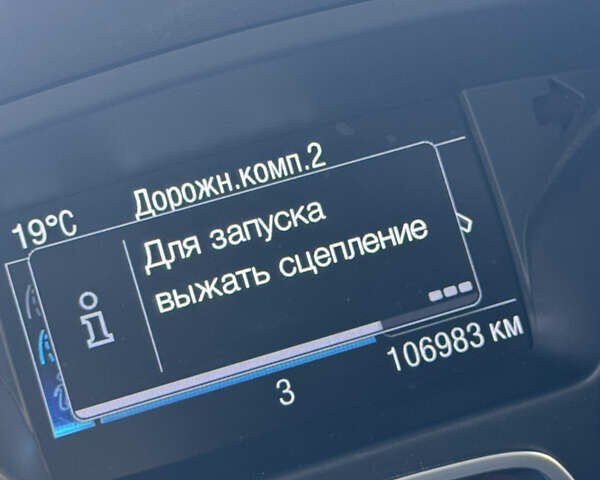 Дорожн.комп.2
19°C
Для запуска
выжать сцепление
106983 км
3